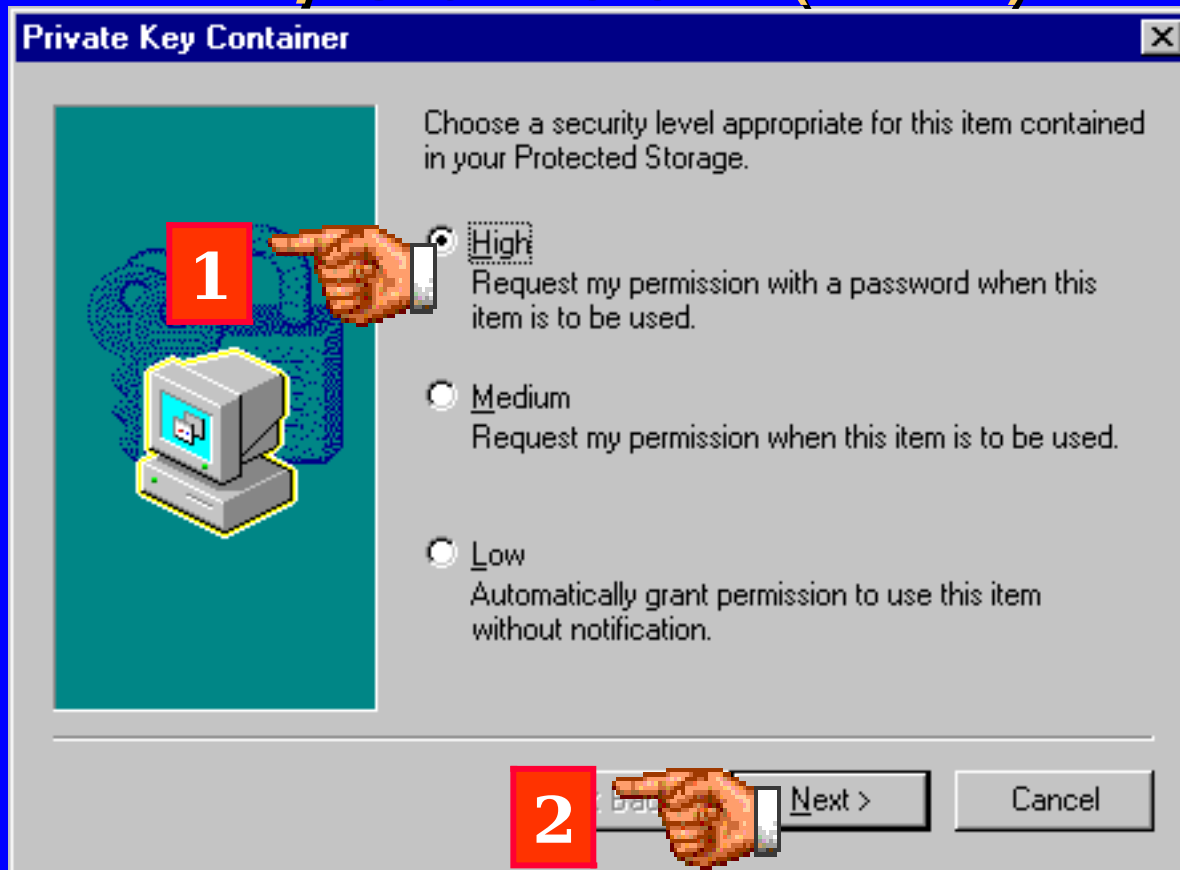 Private Key Container
Choose a security level appropriate for this item contained
in your Protected Storage.
1
High
Request my permission with a password when this
item is to be used.
Medium
Request my permission when this item is to be used.
Low
Automatically grant permission to use this item
without notification.
2
Next >
Cancel